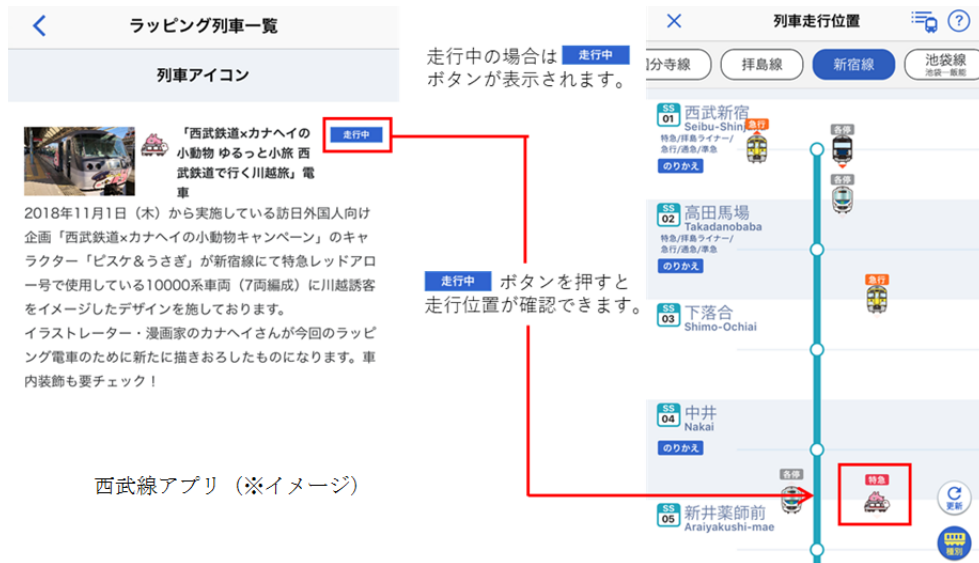 ラッピング列車一覧
列車アイコン
「西武鉄道×カナヘイの
小動物 ゆるっと小旅 西
武鉄道で行く川越旅」電
車
走行中
2018年11月1日（木）から実施している訪日外国人向け
企画「西武鉄道×カナヘイの小動物キャンペーン」のキャ
ラクター「ピスケ＆うさぎ」が新宿線にて特急レッドアロ
ー号で使用している10000系車両（7両編成）に川越誘客
をイメージしたデザインを施しております。
イラストレーター・漫画家のカナヘイさんが今回のラッピ
ング電車のために新たに描きおろしたものになります。車
内装飾も要チェック！
西武線アプリ（※イメージ）
走行中の場合は 走行中
ボタンが表示されます。
走行中 ボタンを押すと
走行位置が確認できます。
列車走行位置
?
分寺線
拝島線
新宿線
池袋線
池袋ー飯能
SS
01
西武新宿
Seibu-Shinj
特急/拝島ライナー/
急行/通急/準急
のりかえ
急行
各停
各停
SS
02
高田馬場
Takadanobaba
特急/拝島ライナー/
急行/通急/準急
のりかえ
急行
SS
03
下落合
Shimo-Ochiai
SS
04
中井
Nakai
のりかえ
各停
特急
更新
SS
05
新井薬師前
Araiyakushi-mae
種別